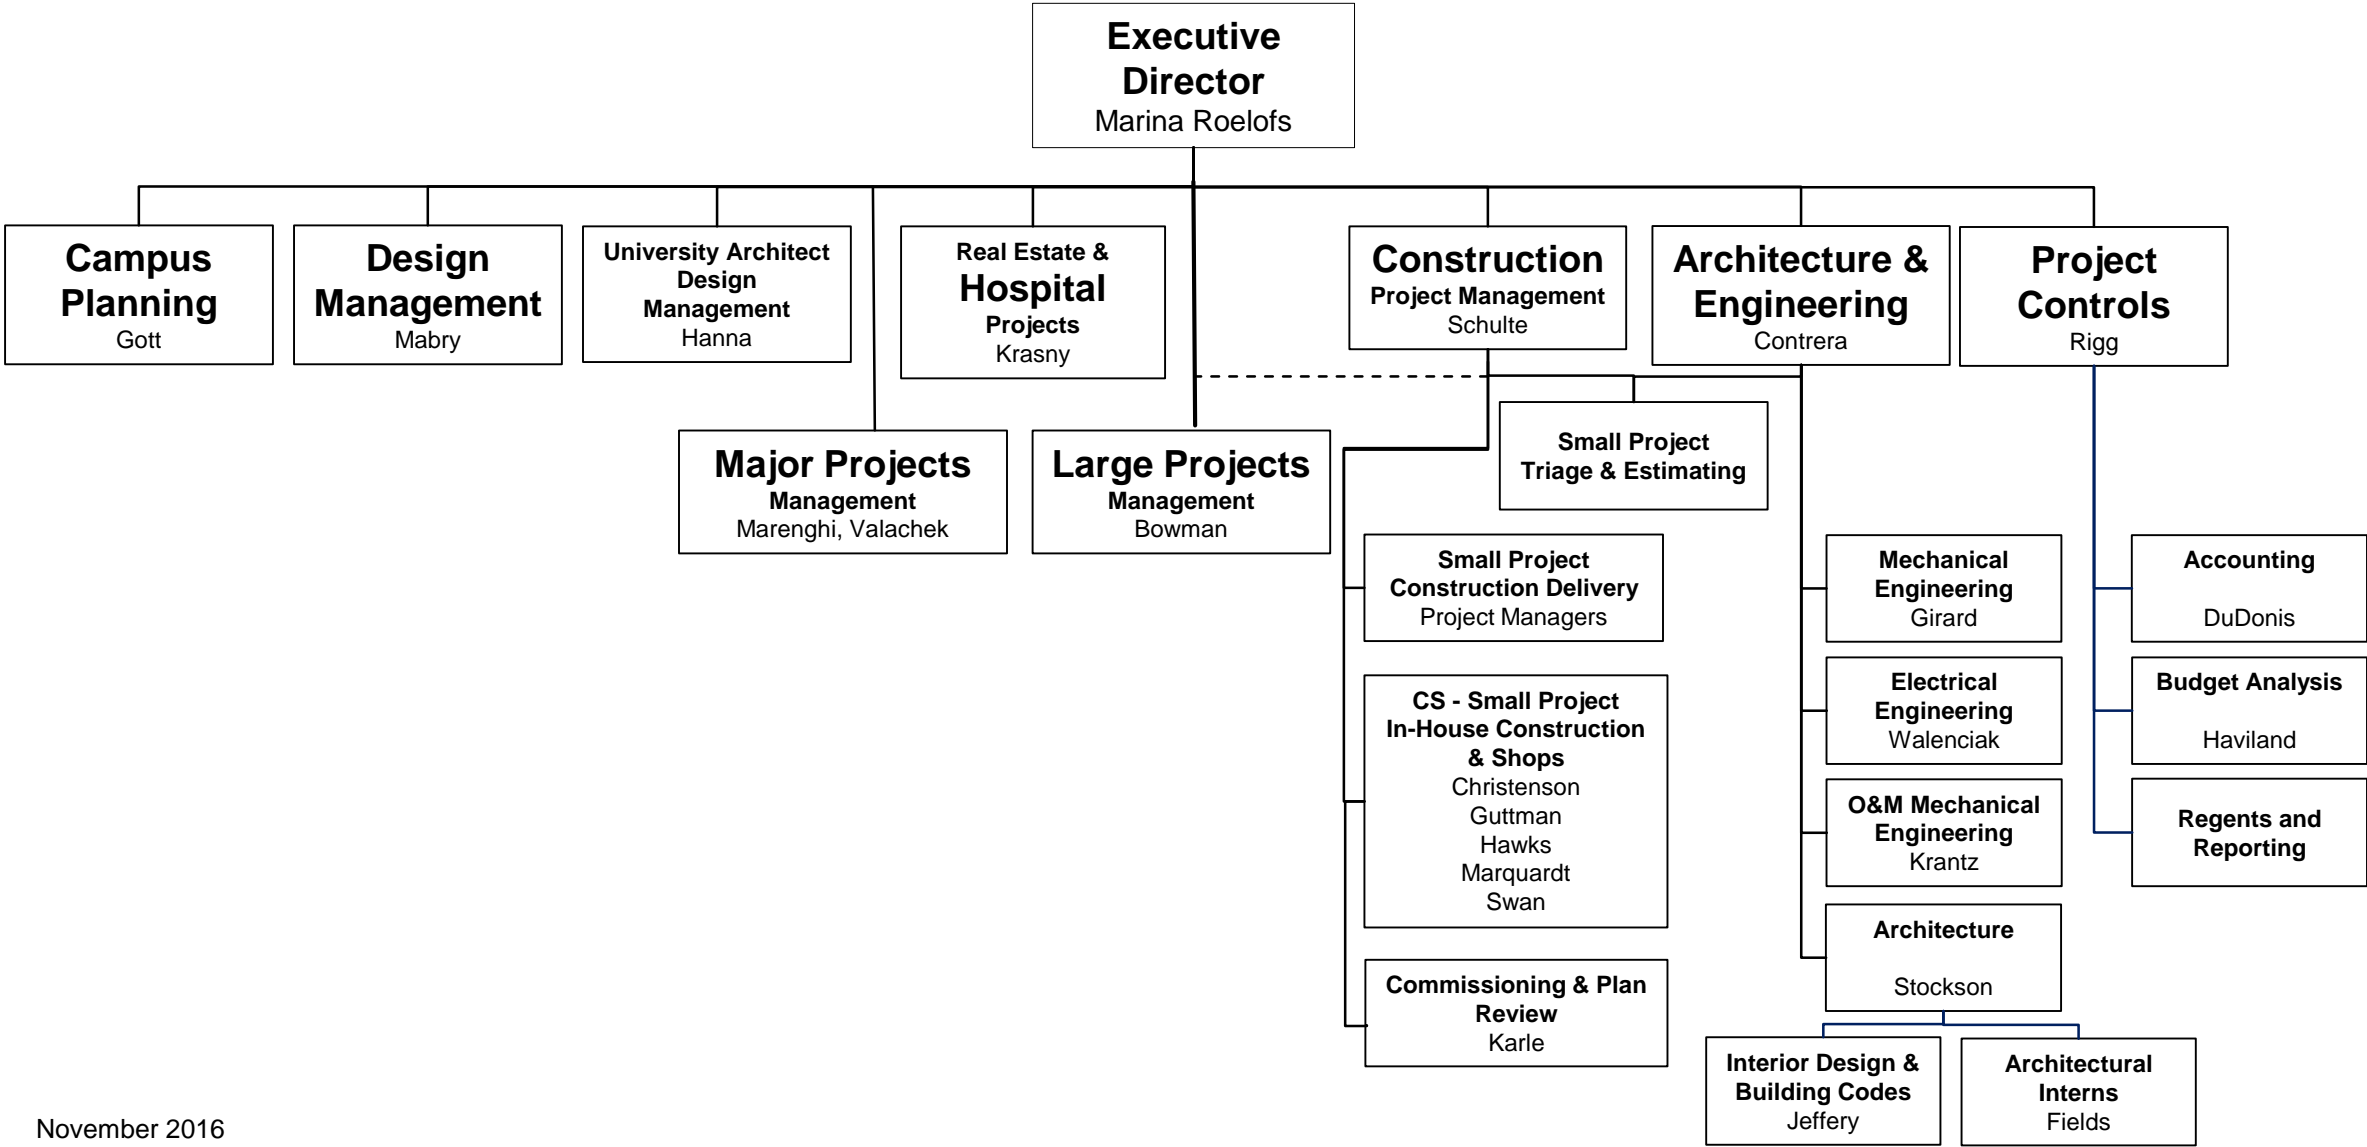 Executive
Director
Marina Roelofs
Campus
Planning
Gott
Design
Management
Mabry
University Architect
Design
Management
Hanna
Real Estate &
Hospital
Projects
Krasny
Construction
Project Management
Schulte
Architecture &
Engineering
Contrera
Project
Controls
Rigg
Major Projects
Management
Marenghi, Valachek
Large Projects
Management
Bowman
Small Project
Triage & Estimating
Small Project
Construction Delivery
Project Managers
CS - Small Project
In-House Construction
& Shops
Christenson
Guttman
Hawks
Marquardt
Swan
Commissioning & Plan
Review
Karle
Mechanical
Engineering
Girard
Electrical
Engineering
Walenciak
O&M Mechanical
Engineering
Krantz
Architecture
Stockson
Interior Design &
Building Codes
Jeffery
Architectural
Interns
Fields
Accounting
DuDonis
Budget Analysis
Haviland
Regents and
Reporting
November 2016